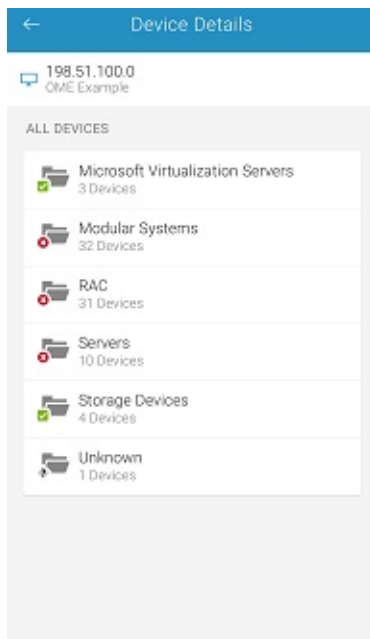 Device Details
198.51.100.0
OME Example
ALL DEVICES
Microsoft Virtualization Servers
3 Devices
Modular Systems
32 Devices
RAC
31 Devices
Servers
10 Devices
Storage Devices
4 Devices
Unknown
1 Devices